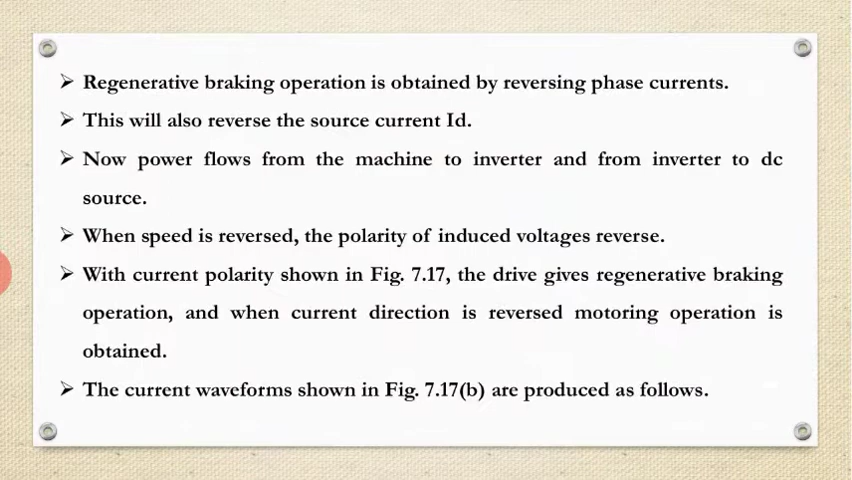 Regenerative braking operation is obtained by reversing phase currents.
This will also reverse the source current Id.
Now power flows from the machine to inverter and from inverter to dc
source.
When speed is reversed, the polarity of induced voltages reverse.
With current polarity shown in Fig. 7.17, the drive gives regenerative braking
operation, and when current direction is reversed motoring operation is
obtained.
The current waveforms shown in Fig. 7.17(b) are produced as follows.